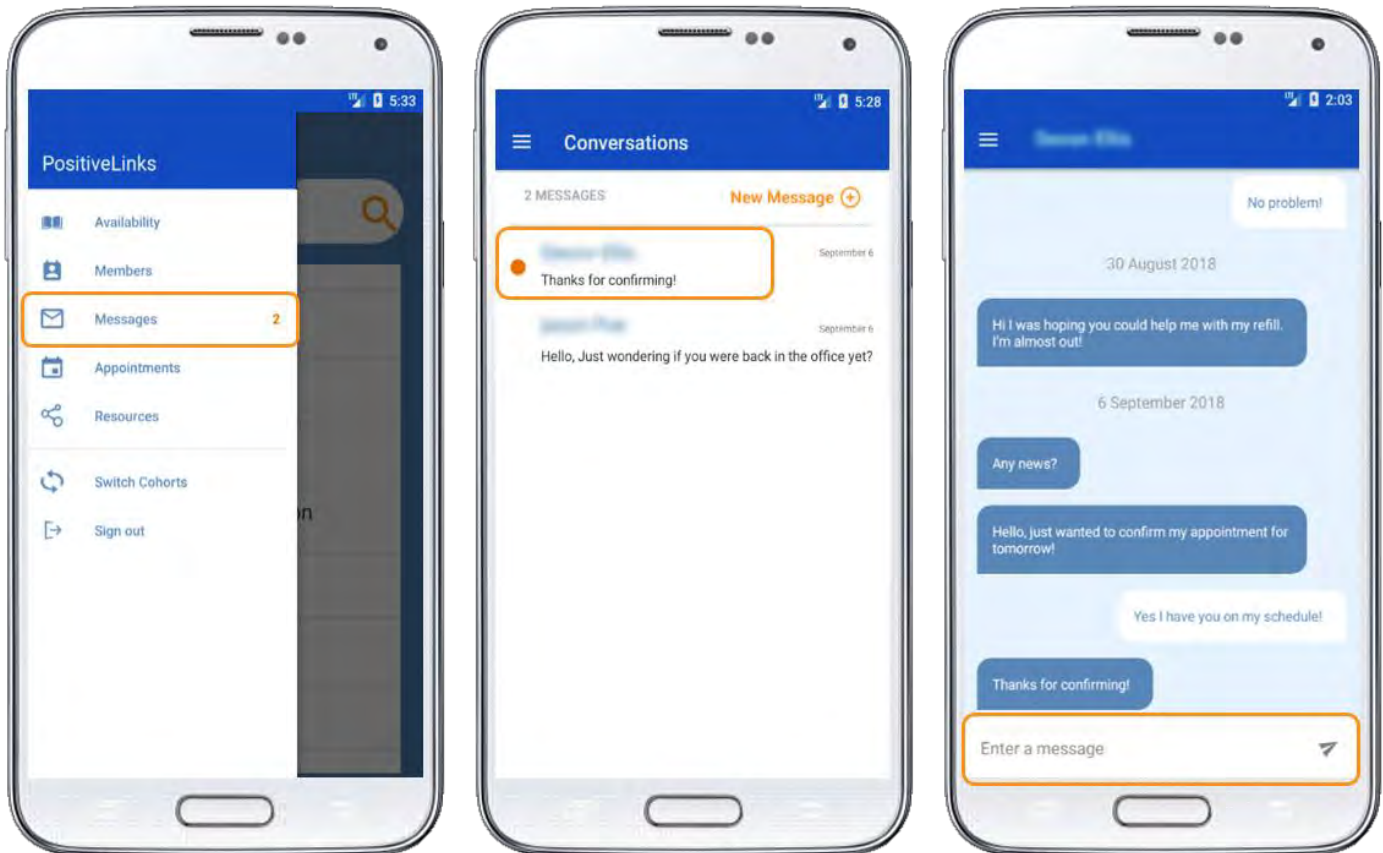 5:33
PositiveLinks
Availability
Members
Messages 2
Appointments
Resources
Switch Cohorts
Sign out
on
5:28
Conversations
2 MESSAGES New Message
September 6
Thanks for confirming!
September 6
Hello, Just wondering if you were back in the office yet?
2:03
No problem!
30 August 2018
Hi I was hoping you could help me with my refill.
I'm almost out!
6 September 2018
Any news?
Hello, just wanted to confirm my appointment for
tomorrow!
Yes I have you on my schedule!
Thanks for confirming!
Enter a message